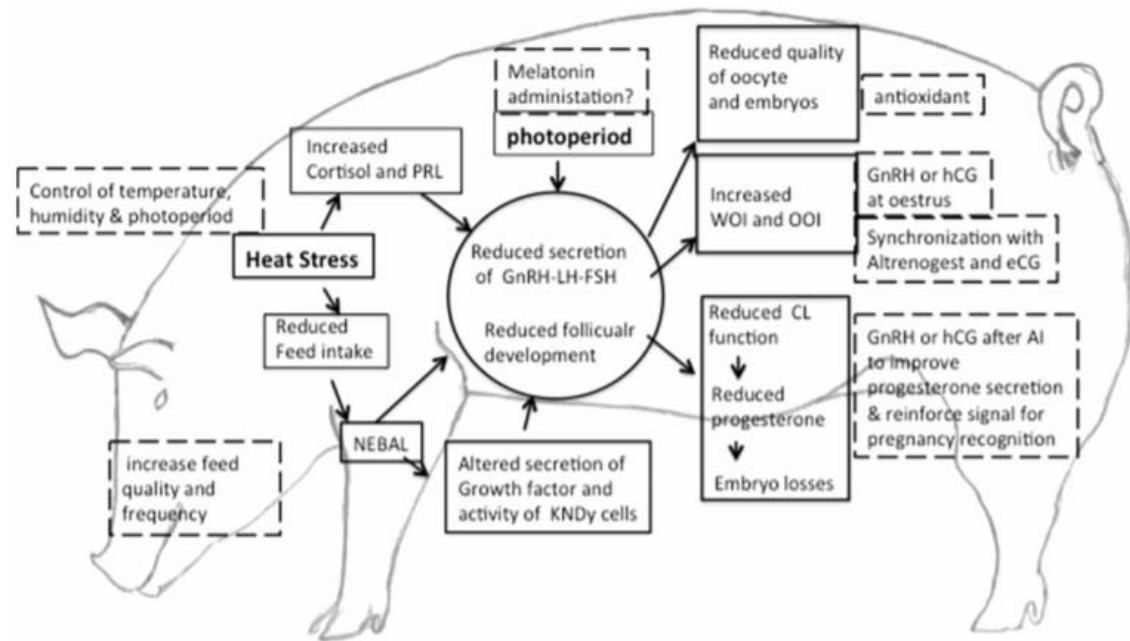 Melatonin
administation?
photoperiod
Reduced quality
of oocyte
and embryos
antioxidant
Increased
Cortisol and PRL
Control of temperature,
humidity & photoperiod
Heat Stress
Increased
WOI and OOI
GnRH or hCG
at oestrus
Synchronization with
Altrenogest and eCG
Reduced secretion
of GnRH-LH-FSH
Reduced follicualr
development
Reduced
Feed intake
Reduced CL
function
Reduced
progesterone
Embryo losses
GnRH or hCG after AI
to improve
progesterone secretion
& reinforce signal for
pregnancy recognition
NEBAL
increase feed
quality and
frequency
Altered secretion of
Growth factor and
activity of KNDy cells